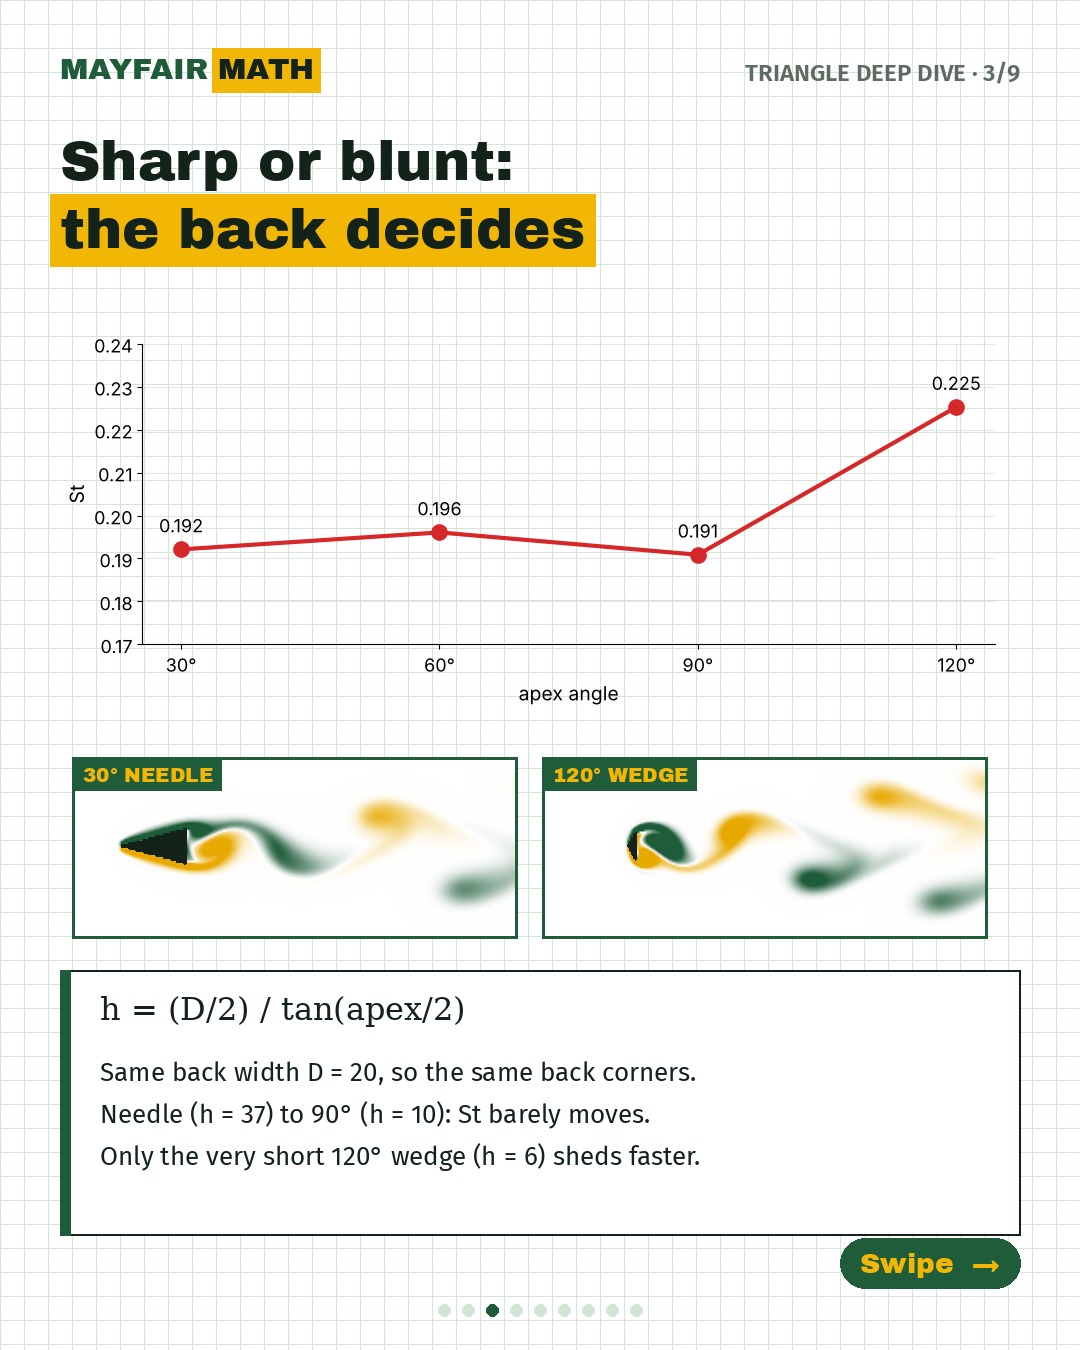 MAYFAIR MATH
TRIANGLE DEEP DIVE · 3/9
Sharp or blunt:
the back decides
0.24
0.23
0.22
0.21
0.20
0.19
0.18
0.17
St
0.192
0.196
0.191
0.225
30°
60°
90°
120°
apex angle
30° NEEDLE
120° WEDGE
h = (D/2) / tan(apex/2)
Same back width D = 20, so the same back corners.
Needle (h = 37) to 90° (h = 10): St barely moves.
Only the very short 120° wedge (h = 6) sheds faster.
Swipe →